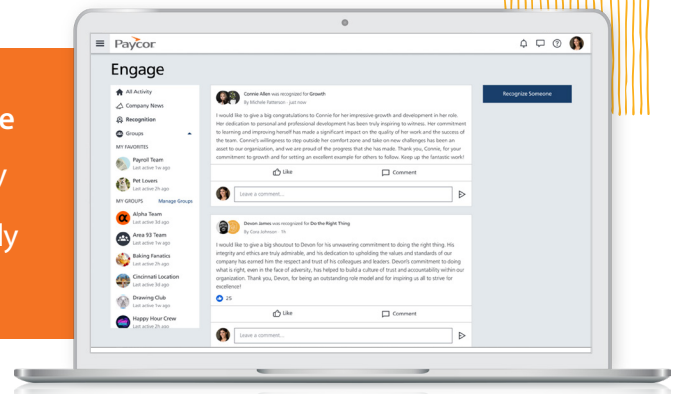 Paycor
Engage
All Activity
Company News
Recognition
Groups
MY FAVORITES
Payroll Team
Last active 1w ago
Pet Lovers
Last active 2h ago
MY GROUPS Manage Groups
Alpha Team
Last active 3d ago
Area 93 Team
Last active 1w ago
Baking Fanatics
Last active 2h ago
Cincinnati Location
Last active 3d ago
Drawing Club
Last active 1w ago
Happy Hour Crew
Last active 2h ago
Connie Allen was recognized for Growth
By Michele Patterson - just now
I would like to give a big congratulations to Connie for her impressive growth and development in her role.
Her dedication to personal and professional development has been truly inspiring to witness. Her commitment
to learning and improving herself has made a significant impact on the quality of her work and the success of
the team. Connie's willingness to step outside her comfort zone and take on new challenges has been an
asset to our organization, and we are proud of the progress that she has made. Thank you, Connie, for your
commitment to growth and for setting an excellent example for others to follow. Keep up the fantastic work!
Like Comment
Leave a comment...
Devon James was recognized for Do the Right Thing
By Cora Johnson -
I would like to give a big shoutout to Devon for his unwavering commitment to doing the right thing. His
integrity and ethics are truly admirable, and his dedication to upholding the values and standards of our
company has earned him the respect and trust of his colleagues and leaders. Devon's commitment to doing
what is right, even in the face of adversity, has helped to build a culture of trust and accountability within our
organization. Thank you, Devon, for being an outstanding role model and for inspiring us all to strive for
excellence!
25
Like Comment
Leave a comment...
Recognize Someone